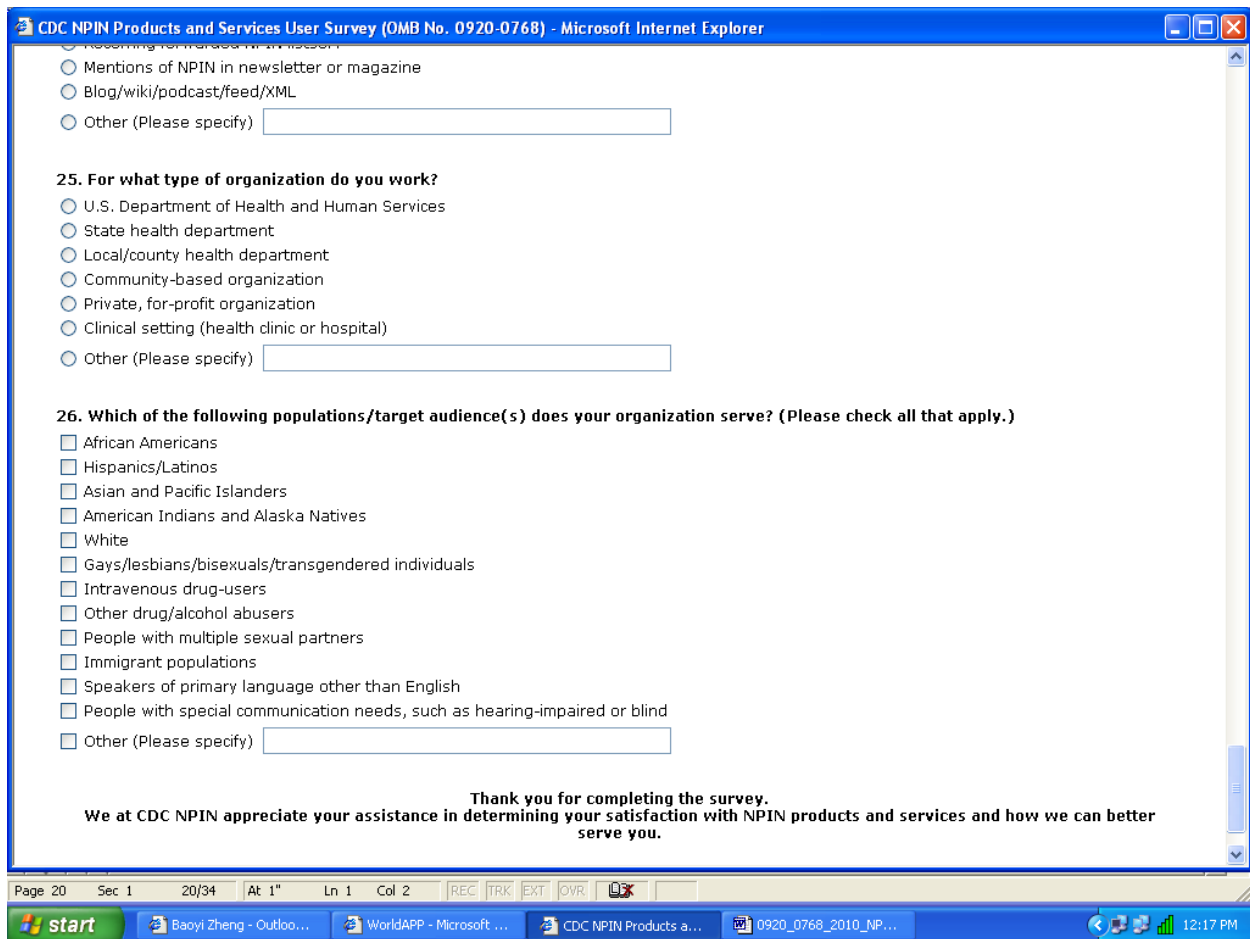 CDC NPIN Products and Services User Survey (OMB No. 0920-0768) - Microsoft Internet Explorer
Mentions of NPIN in newsletter or magazine
Blog/wiki/podcast/feed/XML
Other (Please specify)
25. For what type of organization do you work?
U.S. Department of Health and Human Services
State health department
Local/county health department
Community-based organization
Private, for-profit organization
Clinical setting (health clinic or hospital)
Other (Please specify)
26. Which of the following populations/target audience(s) does your organization serve? (Please check all that apply.)
African Americans
Hispanics/Latinos
Asian and Pacific Islanders
American Indians and Alaska Natives
White
Gays/lesbians/bisexuals/transgendered individuals
Intravenous drug-users
Other drug/alcohol abusers
People with multiple sexual partners
Immigrant populations
Speakers of primary language other than English
People with special communication needs, such as hearing-impaired or blind
Other (Please specify)
Thank you for completing the survey.
We at CDC NPIN appreciate your assistance in determining your satisfaction with NPIN products and services and how we can better
serve you.
Page 20 Sec 1 20/34 At 1" Ln 1 Col 2 REC TRK EXT OVR
start Baoyi Zheng - Outloo... WorldAPP - Microsoft ... CDC NPIN Products a... 0920_0768_2010_NP... 12:17 PM